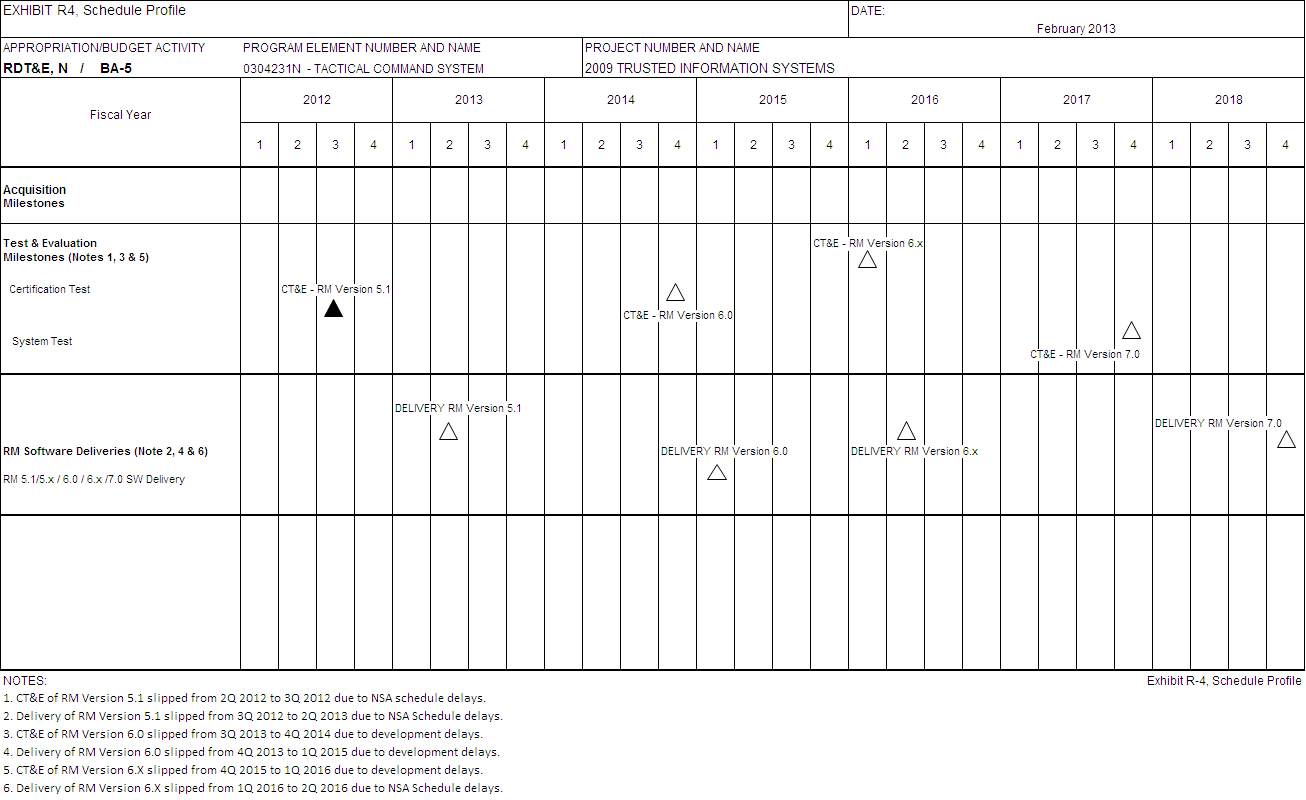 EXHIBIT R4, Schedule Profile
DATE:
February 2013
APPROPRIATION/BUDGET ACTIVITY
PROGRAM ELEMENT NUMBER AND NAME
PROJECT NUMBER AND NAME
RDT&E, N / BA-5
0304231N - TACTICAL COMMAND SYSTEM
2009 TRUSTED INFORMATION SYSTEMS
Fiscal Year
2012 2013 2014 2015 2016 2017 2018
1 2 3 4 1 2 3 4 1 2 3 4 1 2 3 4 1 2 3 4 1 2 3 4 1 2 3 4
Acquisition
Milestones
Test & Evaluation
Milestones (Notes 1, 3 & 5)
CT&E - RM Version 6.x
Certification Test
CT&E - RM Version 5.1
CT&E - RM Version 6.0
System Test
CT&E - RM Version 7.0
DELIVERY RM Version 5.1
DELIVERY RM Version 7.0
RM Software Deliveries (Note 2, 4 & 6)
DELIVERY RM Version 6.0
DELIVERY RM Version 6.x
RM 5.1/5.x / 6.0 / 6.x /7.0 SW Delivery
NOTES:
Exhibit R-4, Schedule Profile
1. CT&E of RM Version 5.1 slipped from 2Q 2012 to 3Q 2012 due to NSA schedule delays.
2. Delivery of RM Version 5.1 slipped from 3Q 2012 to 2Q 2013 due to NSA Schedule delays.
3. CT&E of RM Version 6.0 slipped from 3Q 2013 to 4Q 2014 due to development delays.
4. Delivery of RM Version 6.0 slipped from 4Q 2013 to 1Q 2015 due to development delays.
5. CT&E of RM Version 6.X slipped from 4Q 2015 to 1Q 2016 due to development delays.
6. Delivery of RM Version 6.X slipped from 1Q 2016 to 2Q 2016 due to NSA Schedule delays.